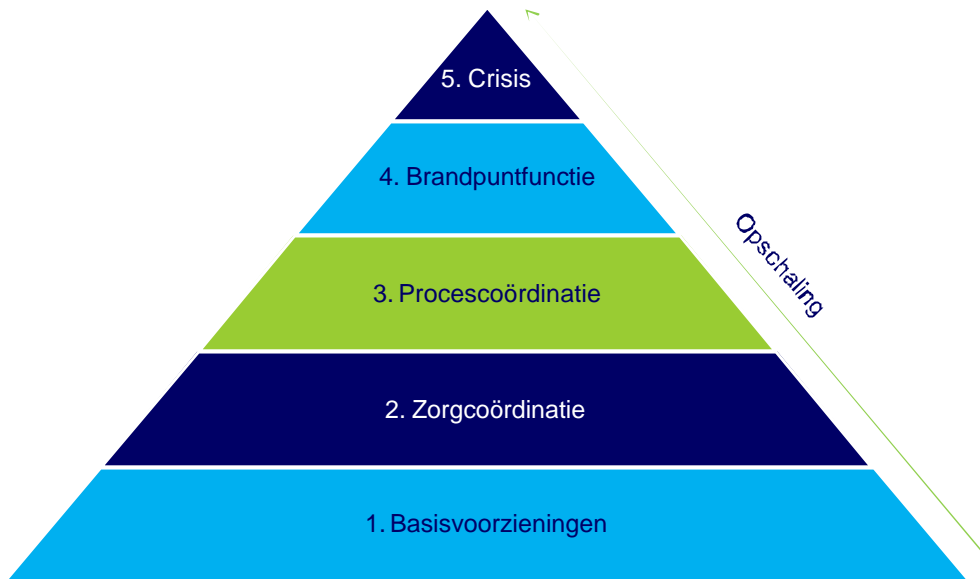 5. Crisis
4. Brandpuntfunctie
Opschaling
3. Procescoördinatie
2. Zorgcoördinatie
1. Basisvoorzieningen